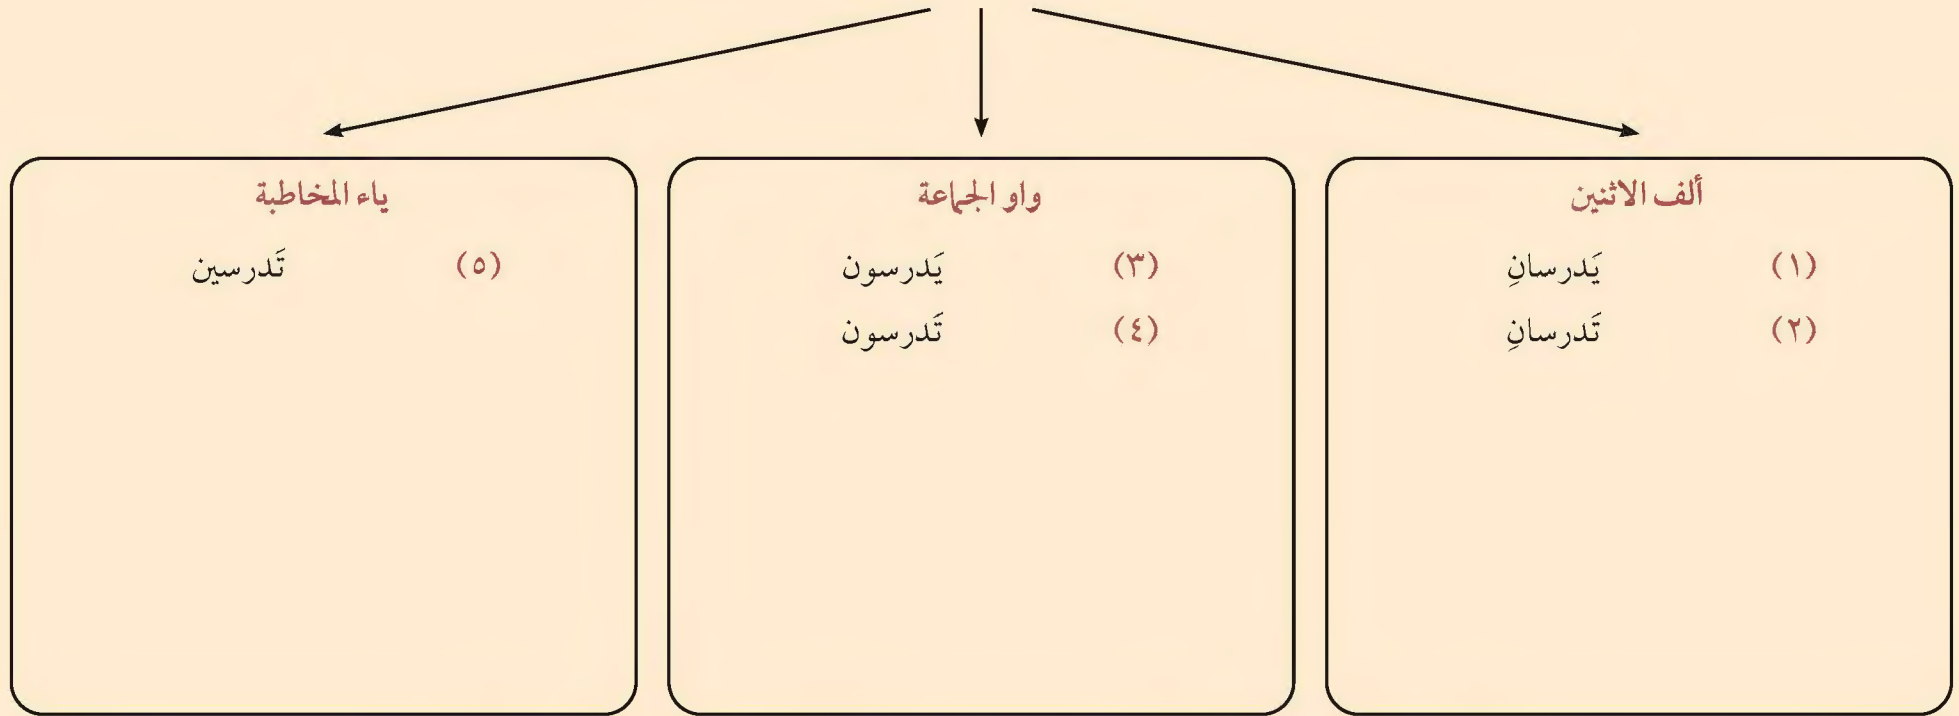 ألف الاثنين
(١) يَدرسانِ
(٢) تَدرسانِ
واو الجماعة
(٣) يَدرسون
(٤) تَدرسون
ياء المخاطبة
(٥) تَدرسين